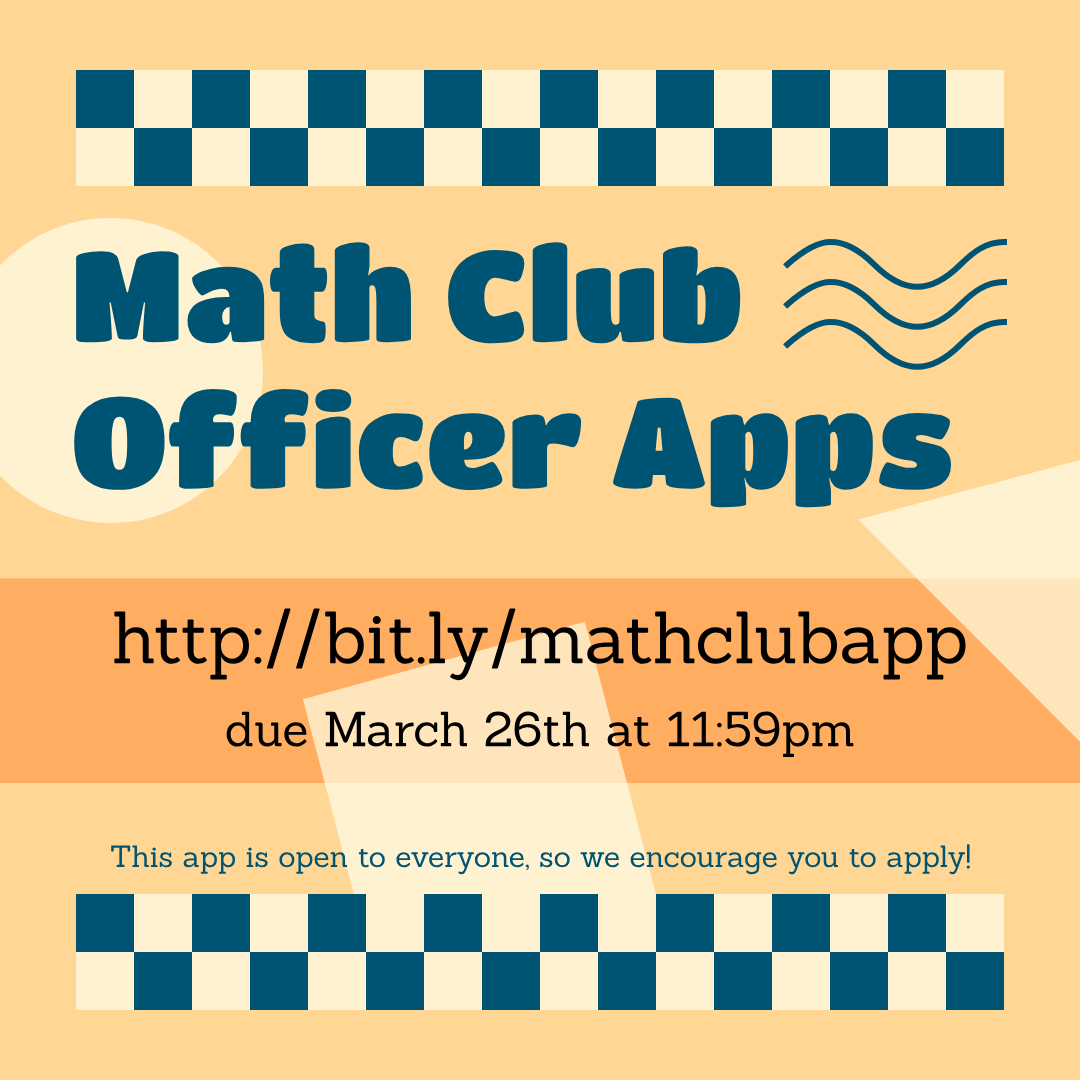 Math Club
Officer Apps
http://bit.ly/mathclubapp
due March 26th at 11:59pm
This app is open to everyone, so we encourage you to apply!